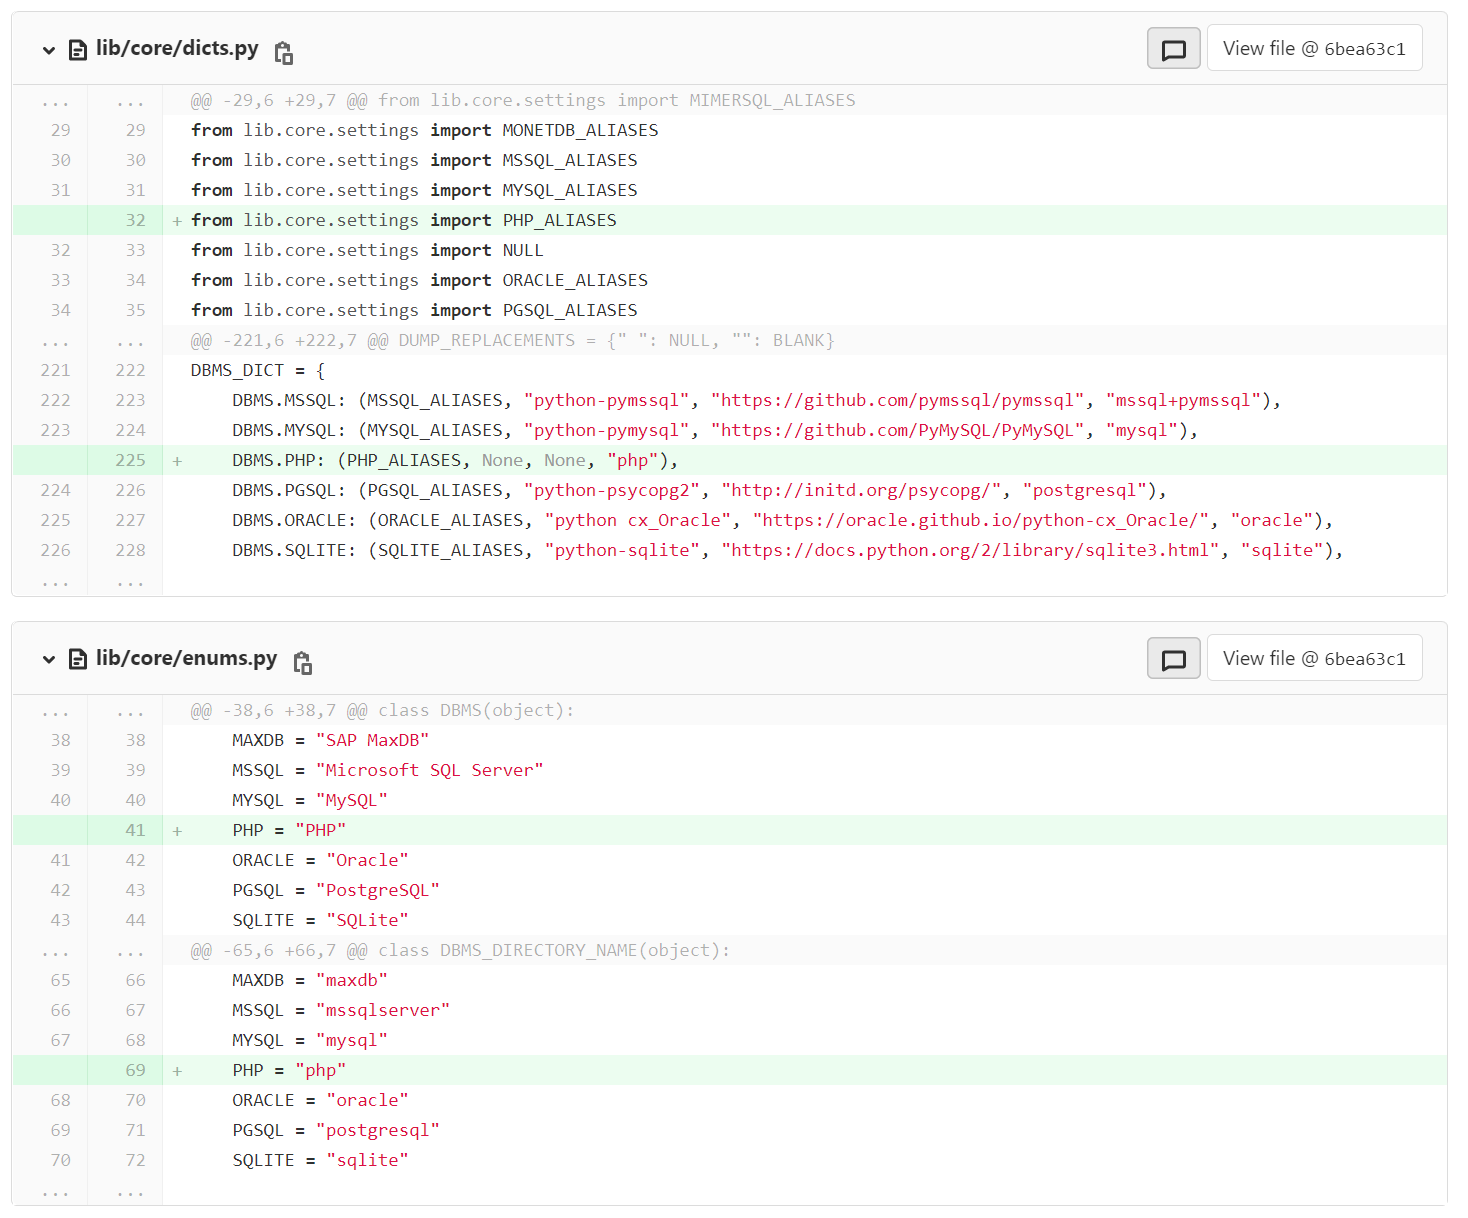 lib/core/dicts.py
View file @ 6bea63c1
... ... @@ -29,6 +29,7 @@ from lib.core.settings import MIMERSQL_ALIASES
29 29 from lib.core.settings import MONETDB_ALIASES
30 30 from lib.core.settings import MSSQL_ALIASES
31 31 from lib.core.settings import MYSQL_ALIASES
32 + from lib.core.settings import PHP_ALIASES
32 33 from lib.core.settings import NULL
33 34 from lib.core.settings import ORACLE_ALIASES
34 35 from lib.core.settings import PGSQL_ALIASES
... ... @@ -221,6 +222,7 @@ DUMP_REPLACEMENTS = {" ": NULL, "": BLANK}
221 222 DBMS_DICT = {
222 223 DBMS.MSSQL: (MSSQL_ALIASES, "python-pymssql", "https://github.com/pymssql/pymssql", "mssql+pymssql"),
223 224 DBMS.MYSQL: (MYSQL_ALIASES, "python-pymysql", "https://github.com/PyMySQL/PyMySQL", "mysql"),
225 + DBMS.PHP: (PHP_ALIASES, None, None, "php"),
224 226 DBMS.PGSQL: (PGSQL_ALIASES, "python-psycopg2", "http://initd.org/psycopg/", "postgresql"),
225 227 DBMS.ORACLE: (ORACLE_ALIASES, "python cx_Oracle", "https://oracle.github.io/python-cx_Oracle/", "oracle"),
226 228 DBMS.SQLITE: (SQLITE_ALIASES, "python-sqlite", "https://docs.python.org/2/library/sqlite3.html", "sqlite"),
... ...
lib/core/enums.py
View file @ 6bea63c1
... ... @@ -38,6 +38,7 @@ class DBMS(object):
38 38 MAXDB = "SAP MaxDB"
39 39 MSSQL = "Microsoft SQL Server"
40 40 MYSQL = "MySQL"
41 + PHP = "PHP"
41 42 ORACLE = "Oracle"
42 43 PGSQL = "PostgreSQL"
43 44 SQLITE = "SQLite"
... ... @@ -65,6 +66,7 @@ class DBMS_DIRECTORY_NAME(object):
65 66 MAXDB = "maxdb"
66 67 MSSQL = "mssqlserver"
67 68 MYSQL = "mysql"
69 + PHP = "php"
68 70 ORACLE = "oracle"
69 71 PGSQL = "postgresql"
70 72 SQLITE = "sqlite"
... ...